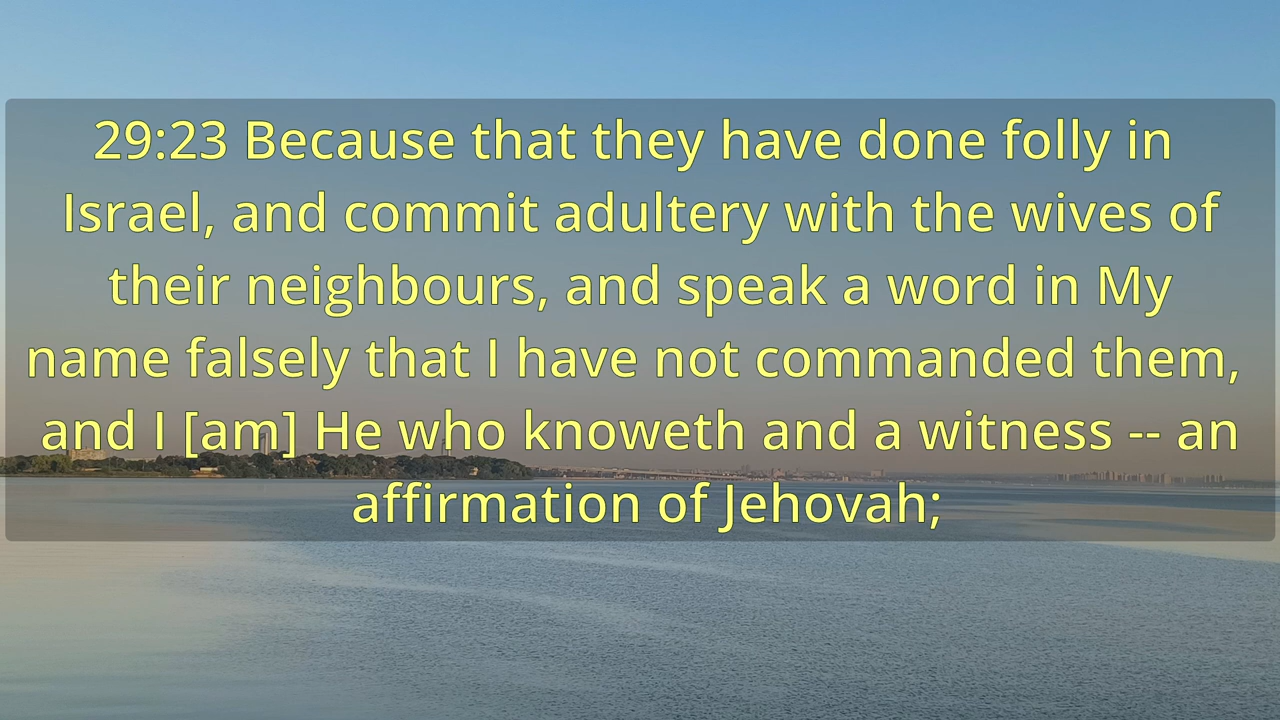 29:23 Because that they have done folly in
Israel, and commit adultery with the wives of
their neighbours, and speak a word in My
name falsely that I have not commanded them,
and I [am] He who knoweth and a witness -- an
affirmation of Jehovah;